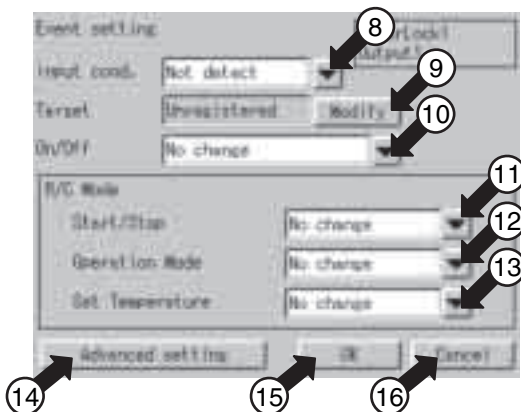 Event setting
8
Input cond. Not detect
9
Target Unregistered Modify
10
On/Off No change
R/C Mode
11
Start/Stop No change
12
Operation Mode No change
13
Set Temperature No change
Advanced setting OK Cancel
14 15 16